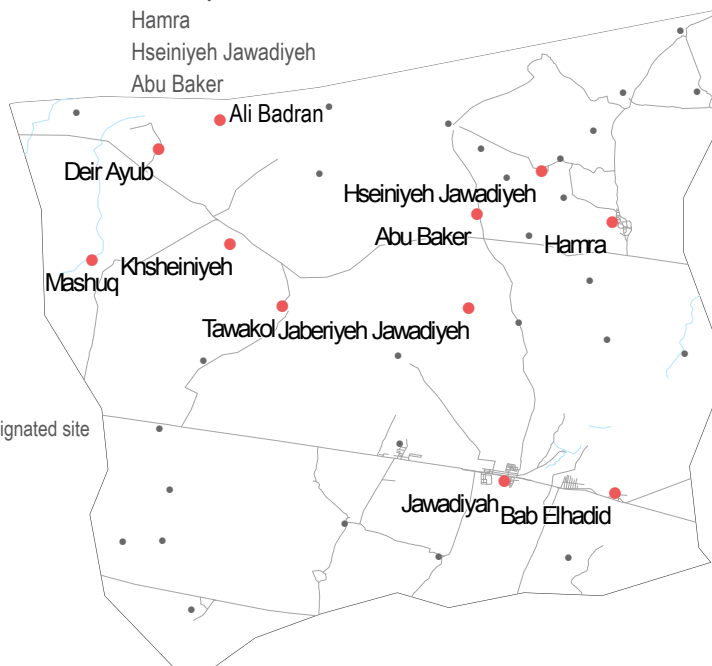 Hamra
Hseiniyeh Jawadiyeh
Abu Baker
Ali Badran
Deir Ayub
Hseiniyeh Jawadiyeh
Abu Baker
Hamra
Khsheiniyeh
Mashuq
Tawakol
Jaberiyeh Jawadiyeh
ignated site
Jawadiyah
Bab Elhadid